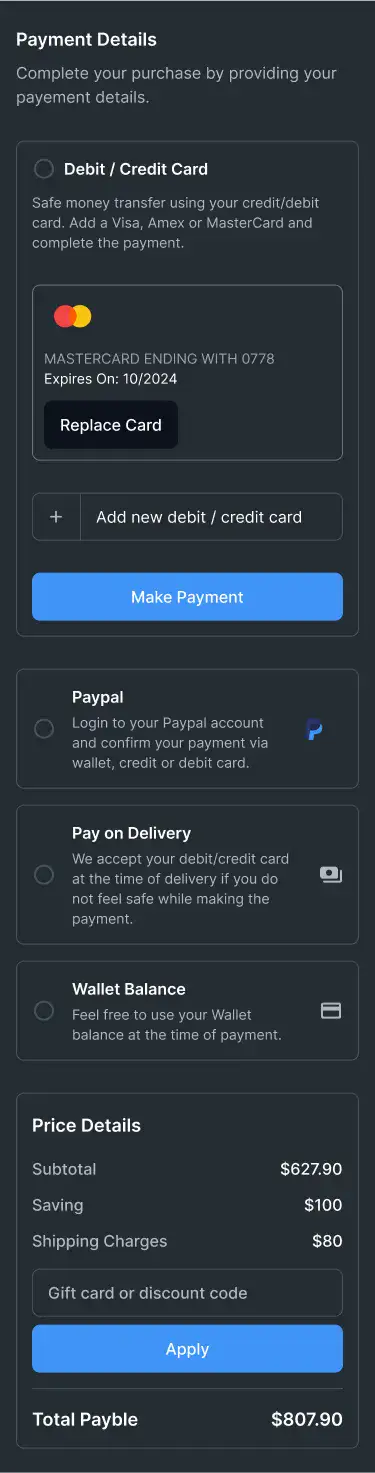 Payment Details
Complete your purchase by providing your
payement details.
Debit / Credit Card
Safe money transfer using your credit/debit
card. Add a Visa, Amex or MasterCard and
complete the payment.
MASTERCARD ENDING WITH 0778
Expires On: 10/2024
Replace Card
+ Add new debit / credit card
Make Payment
Paypal
Login to your Paypal account
and confirm your payment via
wallet, credit or debit card.
Pay on Delivery
We accept your debit/credit card
at the time of delivery if you do
not feel safe while making the
payment.
Wallet Balance
Feel free to use your Wallet
balance at the time of payment.
Price Details
Subtotal $627.90
Saving $100
Shipping Charges $80
Gift card or discount code
Apply
Total Payble $807.90